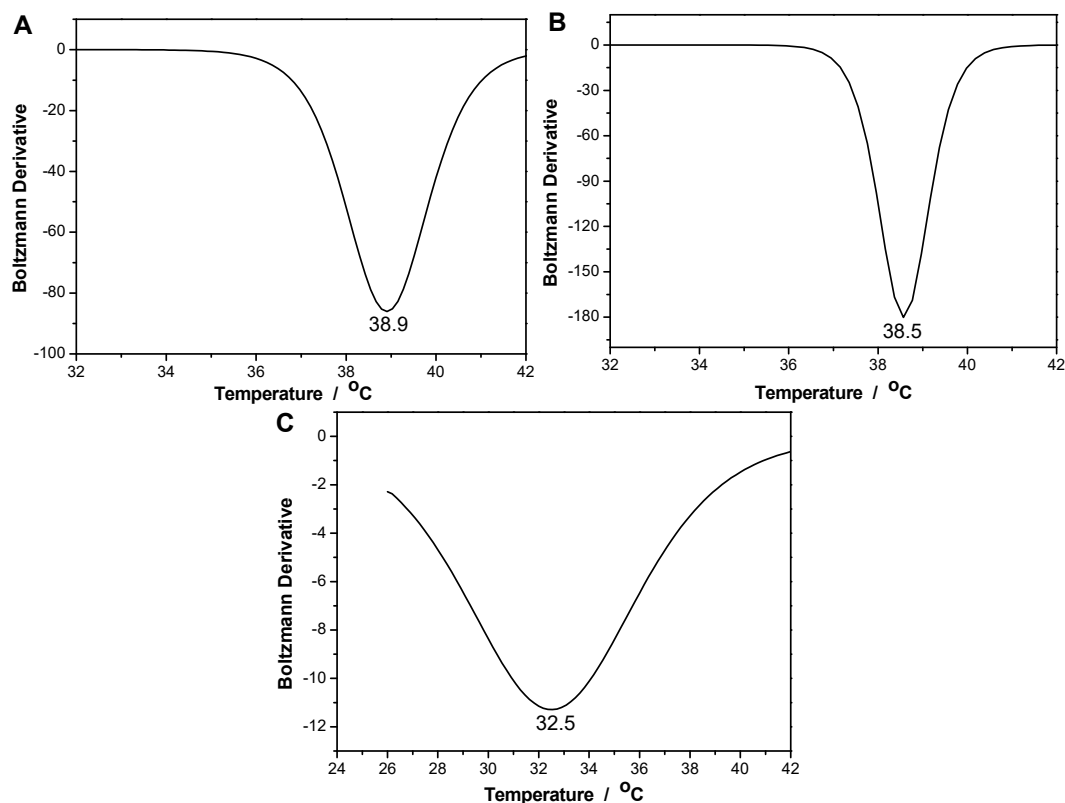 A
0
-20
-40
-60
-80
-100
38.9
32 34 36 38 40 42
Temperature / °C
Boltzmann Derivative
B
0
-30
-60
-90
-120
-150
-180
38.5
32 34 36 38 40 42
Temperature / °C
Boltzmann Derivative
C
0
-2
-4
-6
-8
-10
-12
32.5
24 26 28 30 32 34 36 38 40 42
Temperature / °C
Boltzmann Derivative